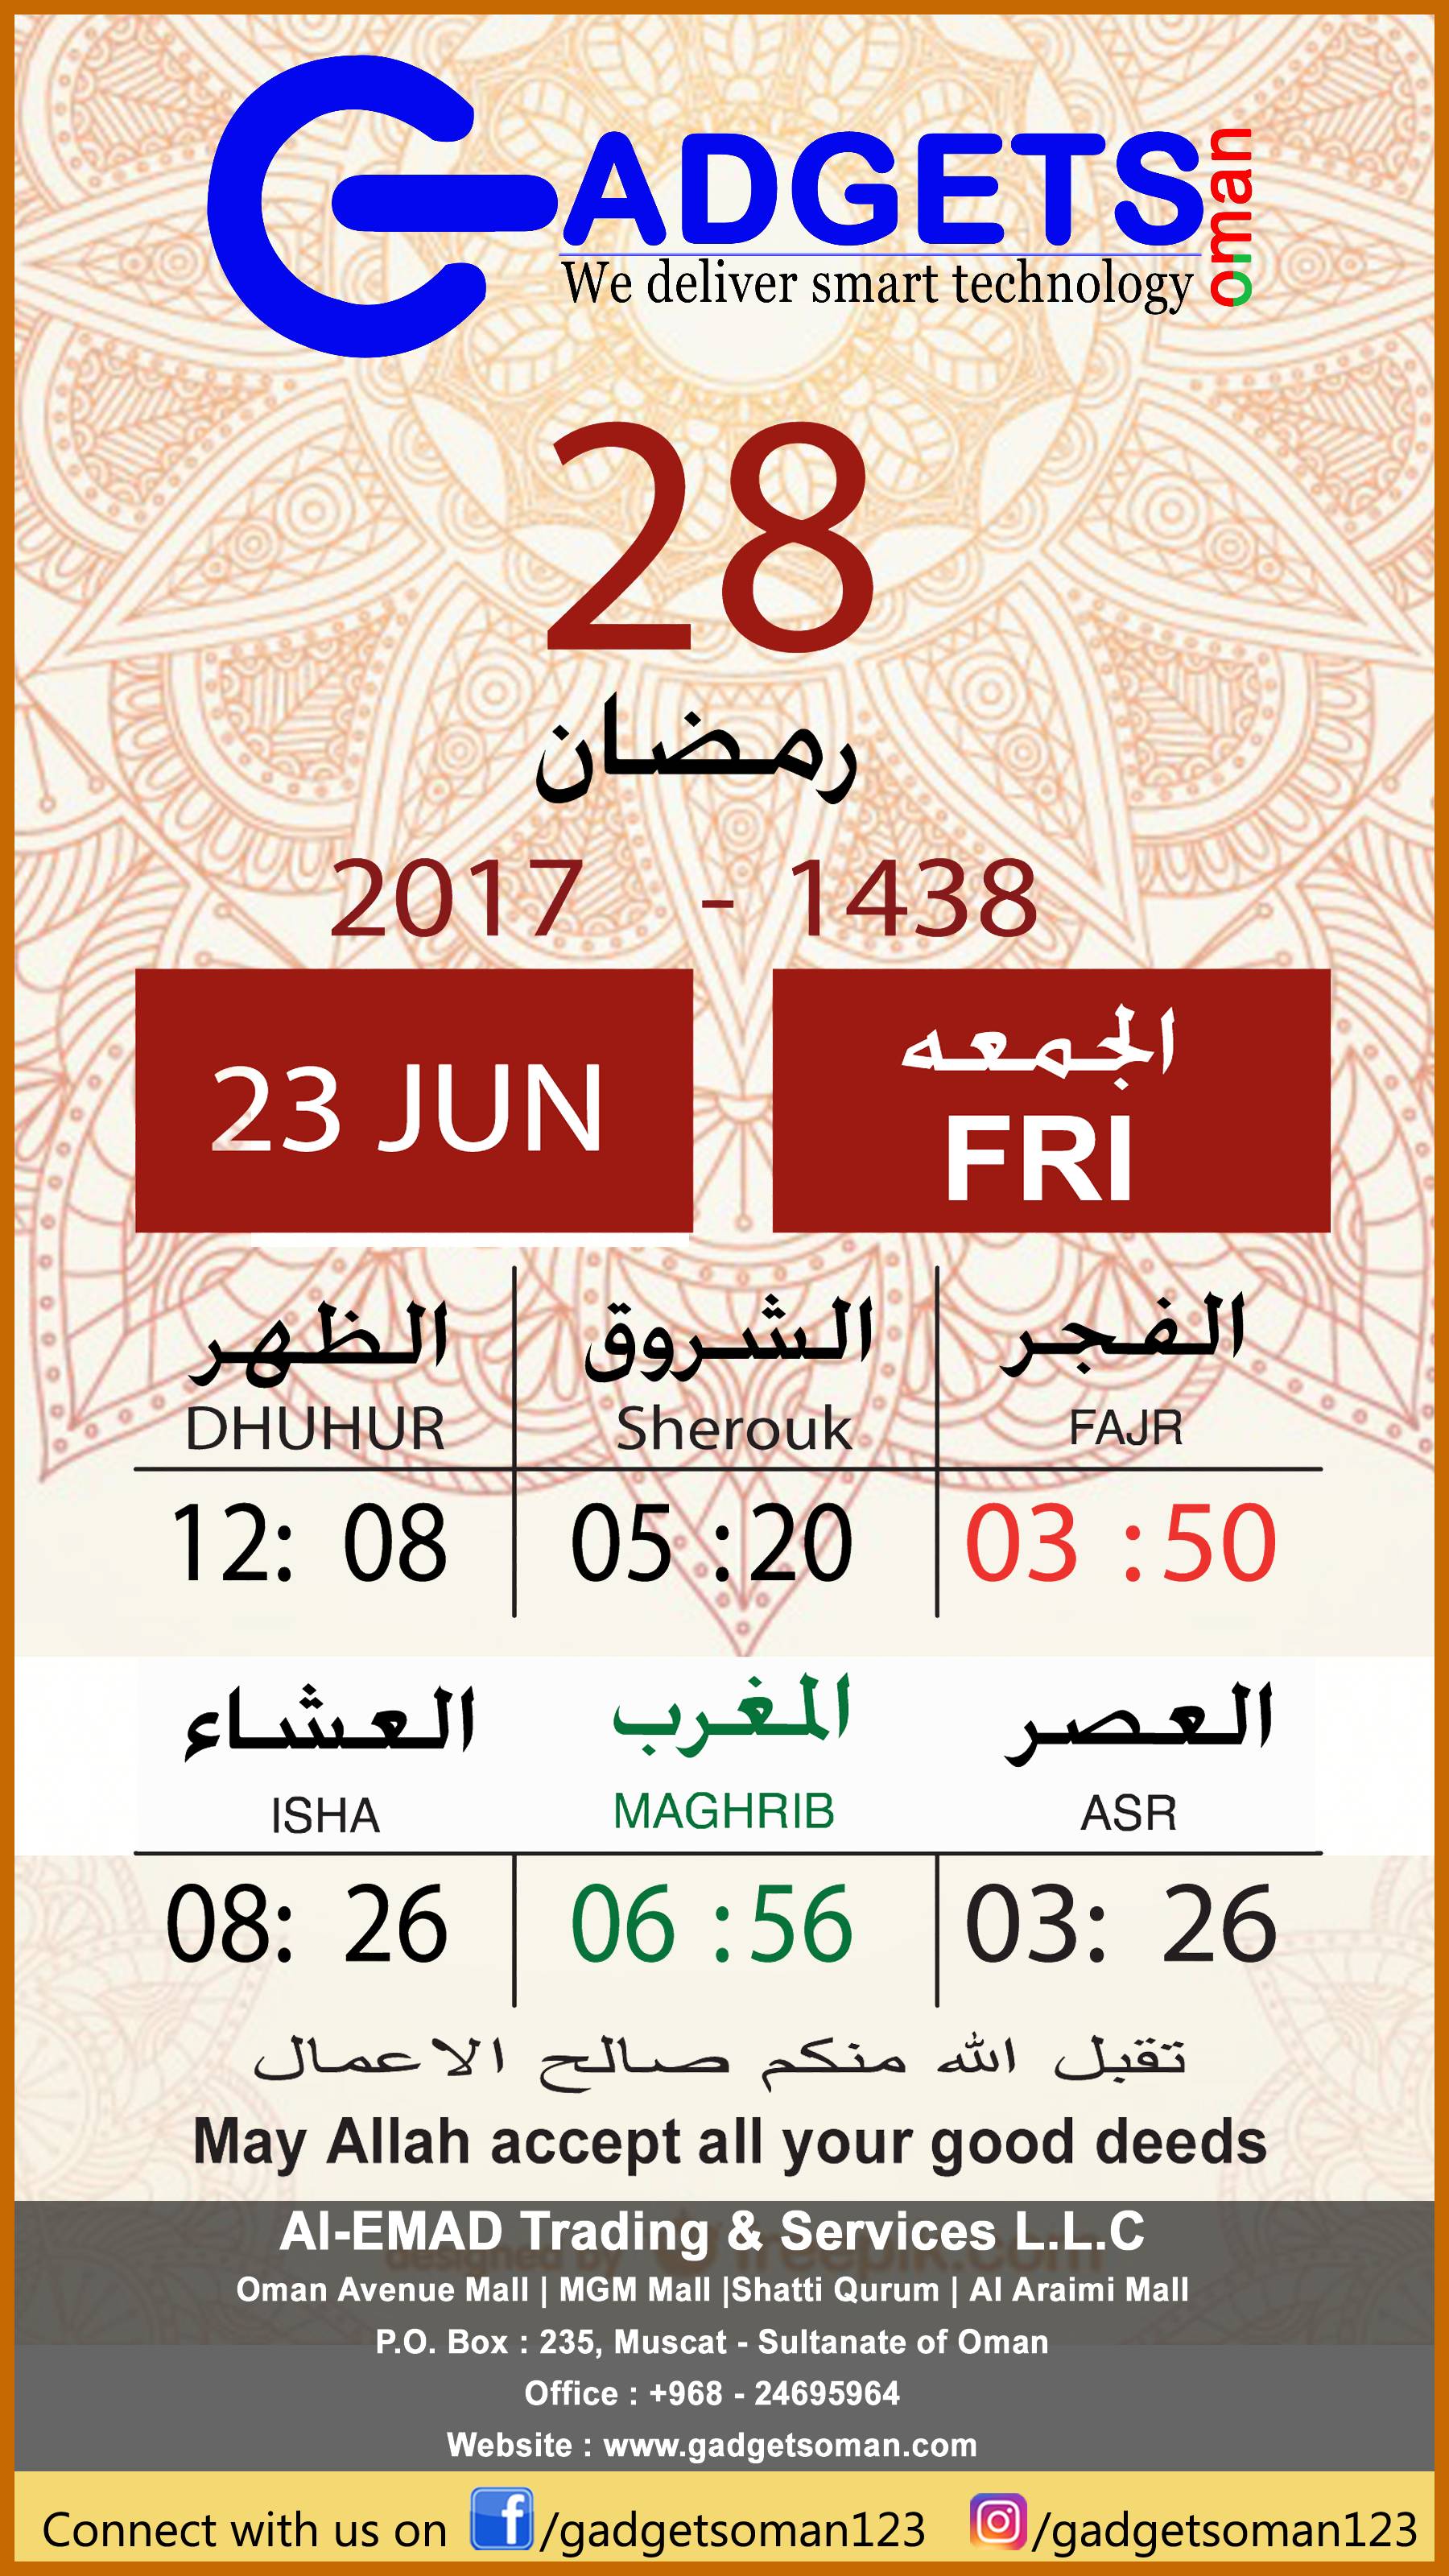 GADGETS oman
We deliver smart technology
28
رمضان
2017 - 1438
23 JUN
الجمعه
FRI
الظهر الشروق الفجر
DHUHUR Sherouk FAJR
12: 08 05 :20 03 :50
العشاء المغرب العصر
ISHA MAGHRIB ASR
08: 26 06 :56 03: 26
تقبل الله منكم صالح الاعمال
May Allah accept all your good deeds
Al-EMAD Trading & Services L.L.C
designed by freepik.com
Oman Avenue Mall | MGM Mall |Shatti Qurum | Al Araimi Mall
P.O. Box : 235, Muscat - Sultanate of Oman
Office : +968 - 24695964
Website : www.gadgetsoman.com
Connect with us on f /gadgetsoman123 /gadgetsoman123